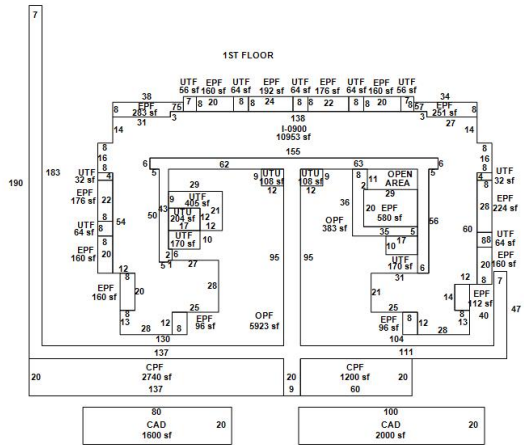 7
1ST FLOOR
UTF EPF UTF EPF UTF EPF UTF EPF UTF
56 sf 160 sf 64 sf 192 sf 64 sf 176 sf 64 sf 160 sf 56 sf
38 34
8 EPF 75 7 8 20 8 8 24 8 8 22 8 8 20 7 8 57 EPF 8
283 sf 251 sf
31 3 138 3 27
14 I-0900 14
10953 sf
8 155 8
16 6 62 63 6 16
8 5 9 UTU 9 UTU 8 11 OPEN 5 8
190 183 UTF 4 29 108 sf 108 sf 2 AREA 4 UTF
32 sf 12 12 29 32 sf
EPF 22 9 UTF 36 EPF 28 EPF
176 sf 405 sf 20 580 sf 224 sf
54 50 43 UTU 21 OPF 56
UTF 8 204 sf 12 383 sf 60 UTF
64 sf 8 17 12 35 5 88 64 sf
EPF 20 UTF 10 17 10 20 EPF
160 sf 170 sf UTF 160 sf
2 6 95 95 170 sf
12 5 1 27 31 6 12 7
EPF 8 20 28 21 14 8 EPF
160 sf 112 sf 47
8 25 25 8 40
13 12 EPF OPF EPF 8 12
28 8 96 sf 5923 sf 96 sf 28
130 104
137 111
20 CPF 20 CPF 20
2740 sf 1200 sf
137 9 60
80 100
CAD 20 CAD 20
1600 sf 2000 sf